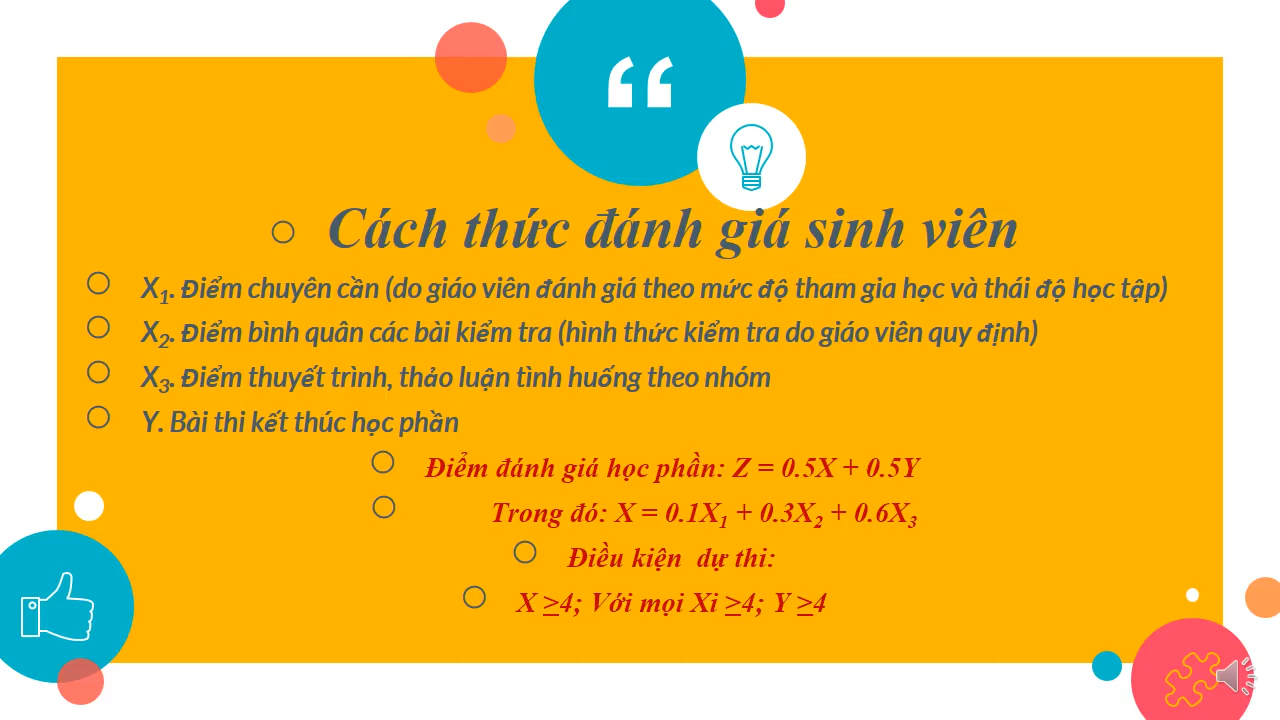 Cách thức đánh giá sinh viên
X₁. Điểm chuyên cần (do giáo viên đánh giá theo mức độ tham gia học và thái độ học tập)
X₂. Điểm bình quân các bài kiểm tra (hình thức kiểm tra do giáo viên quy định)
X₃. Điểm thuyết trình, thảo luận tình huống theo nhóm
Y. Bài thi kết thúc học phần
Điểm đánh giá học phần: Z = 0.5X + 0.5Y
Trong đó: X = 0.1X₁ + 0.3X₂ + 0.6X₃
Điều kiện dự thi:
X ≥4; Với mọi Xi ≥4; Y ≥4